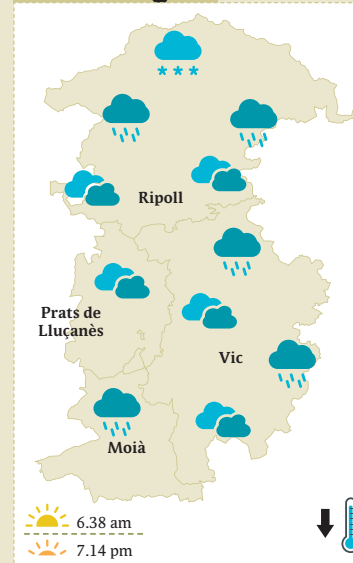 Ripoll
Prats de
Lluçanès
Vic
Moià
6.38 am
7.14 pm